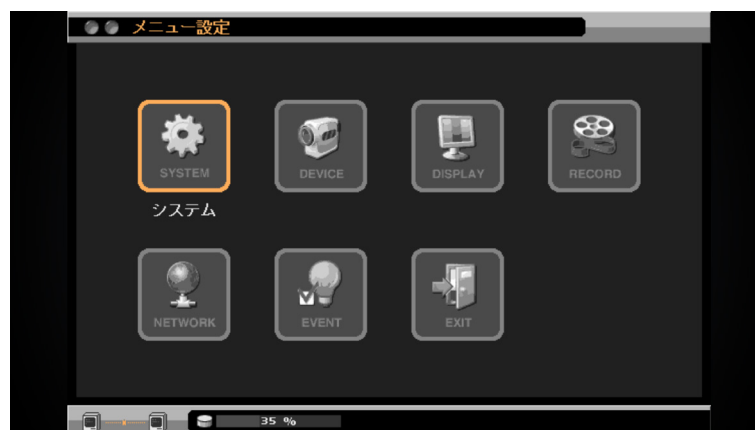 メニュー設定
SYSTEM
DEVICE
DISPLAY
RECORD
システム
NETWORK
EVENT
EXIT
35 %